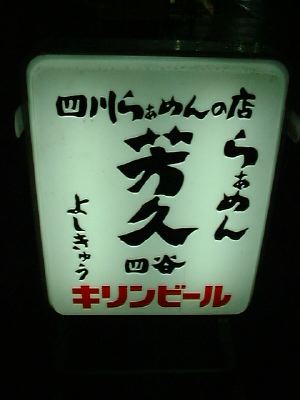 四川らぁめんの店
らぁめん
芳久
四谷
よしきゅう
キリンビール